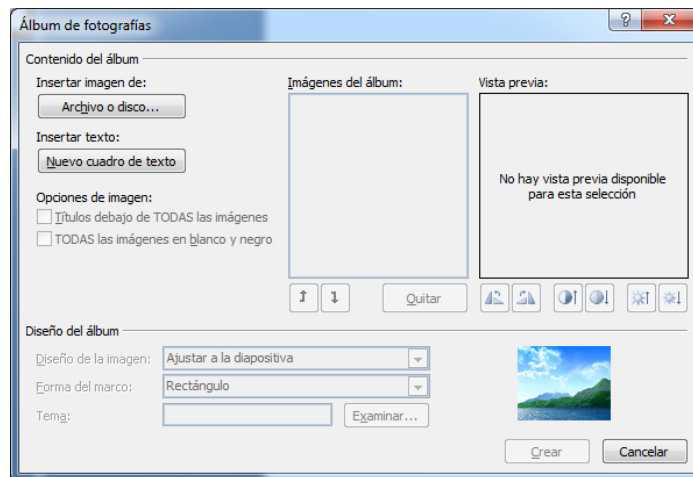 Álbum de fotografías
Contenido del álbum
Insertar imagen de:
Archivo o disco...
Insertar texto:
Nuevo cuadro de texto
Opciones de imagen:
Títulos debajo de TODAS las imágenes
TODAS las imágenes en blanco y negro
Imágenes del álbum:
Quitar
Vista previa:
No hay vista previa disponible
para esta selección
Diseño del álbum
Diseño de la imagen:
Ajustar a la diapositiva
Forma del marco:
Rectángulo
Tema:
Examinar...
Crear
Cancelar